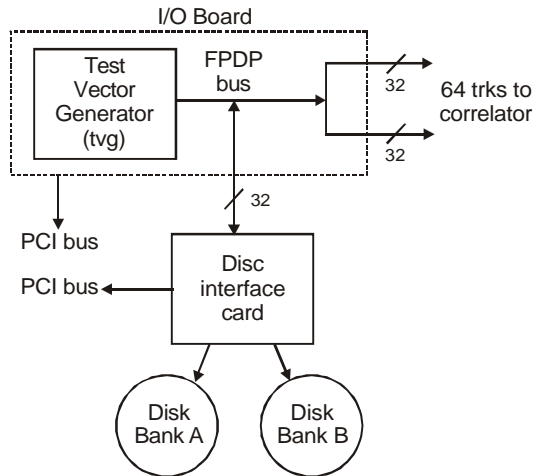 I/O Board
Test
Vector
Generator
(tvg)
FPDP
bus
32
32
64 trks to
correlator
32
PCI bus
PCI bus
Disc
interface
card
Disk
Bank A
Disk
Bank B